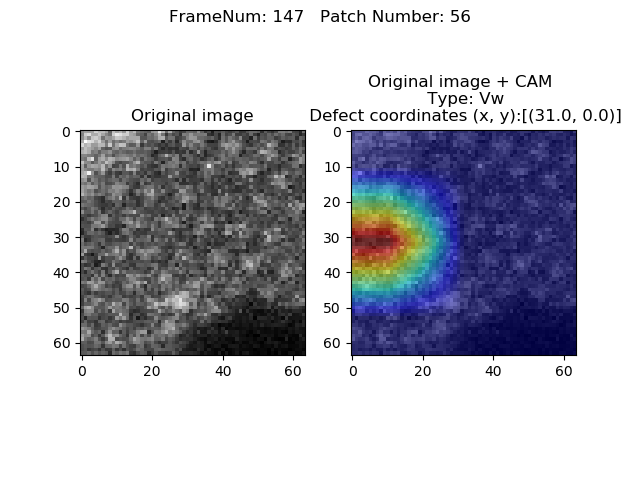 FrameNum: 147   Patch Number: 56
Original image
0
10
20
30
40
50
60
0 20 40 60
Original image + CAM
Type: Vw
Defect coordinates (x, y):[(31.0, 0.0)]
0
10
20
30
40
50
60
0 20 40 60